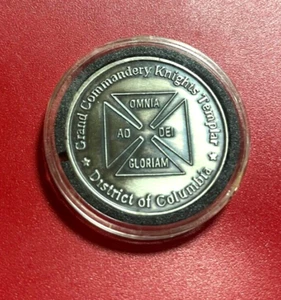 Grand Commandery Knights Templar
OMNIA
AD DEI
GLORIAM
★ District of Columbia ★